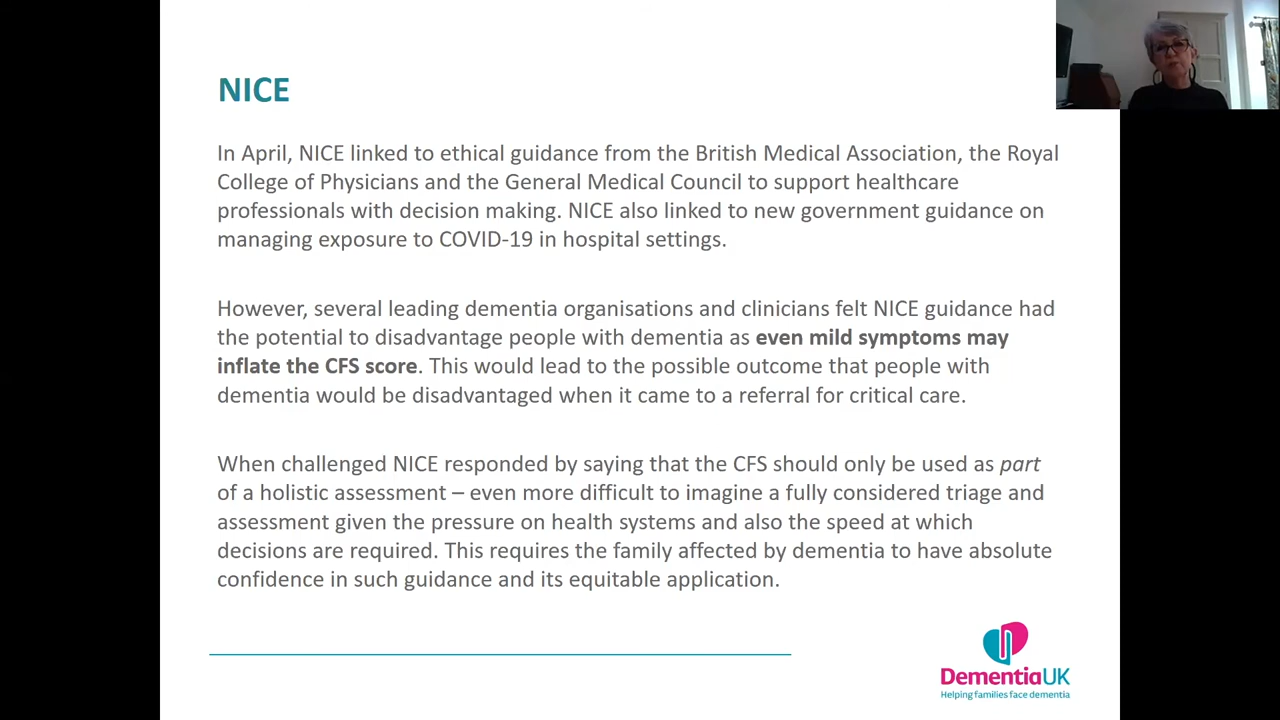 NICE
In April, NICE linked to ethical guidance from the British Medical Association, the Royal
College of Physicians and the General Medical Council to support healthcare
professionals with decision making. NICE also linked to new government guidance on
managing exposure to COVID-19 in hospital settings.
However, several leading dementia organisations and clinicians felt NICE guidance had
the potential to disadvantage people with dementia as even mild symptoms may
inflate the CFS score. This would lead to the possible outcome that people with
dementia would be disadvantaged when it came to a referral for critical care.
When challenged NICE responded by saying that the CFS should only be used as part
of a holistic assessment – even more difficult to imagine a fully considered triage and
assessment given the pressure on health systems and also the speed at which
decisions are required. This requires the family affected by dementia to have absolute
confidence in such guidance and its equitable application.
DementiaUK
Helping families face dementia